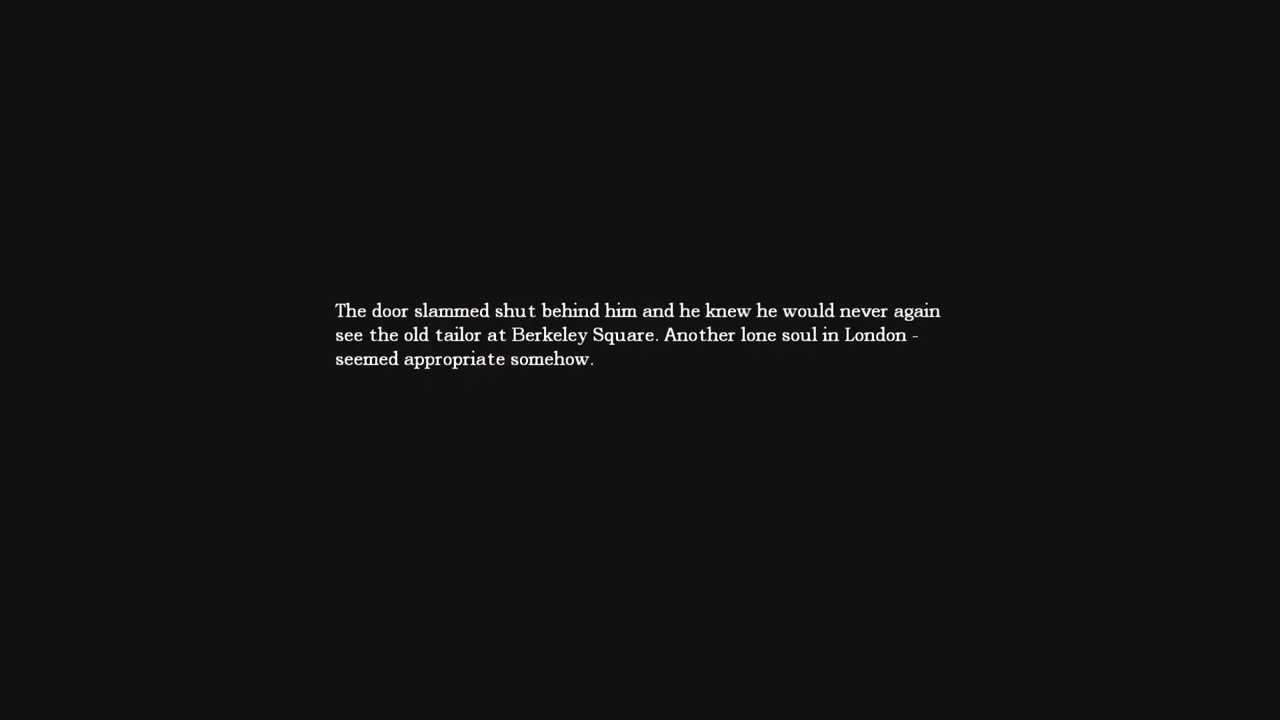 The door slammed shut behind him and he knew he would never again
see the old tailor at Berkeley Square. Another lone soul in London -
seemed appropriate somehow.